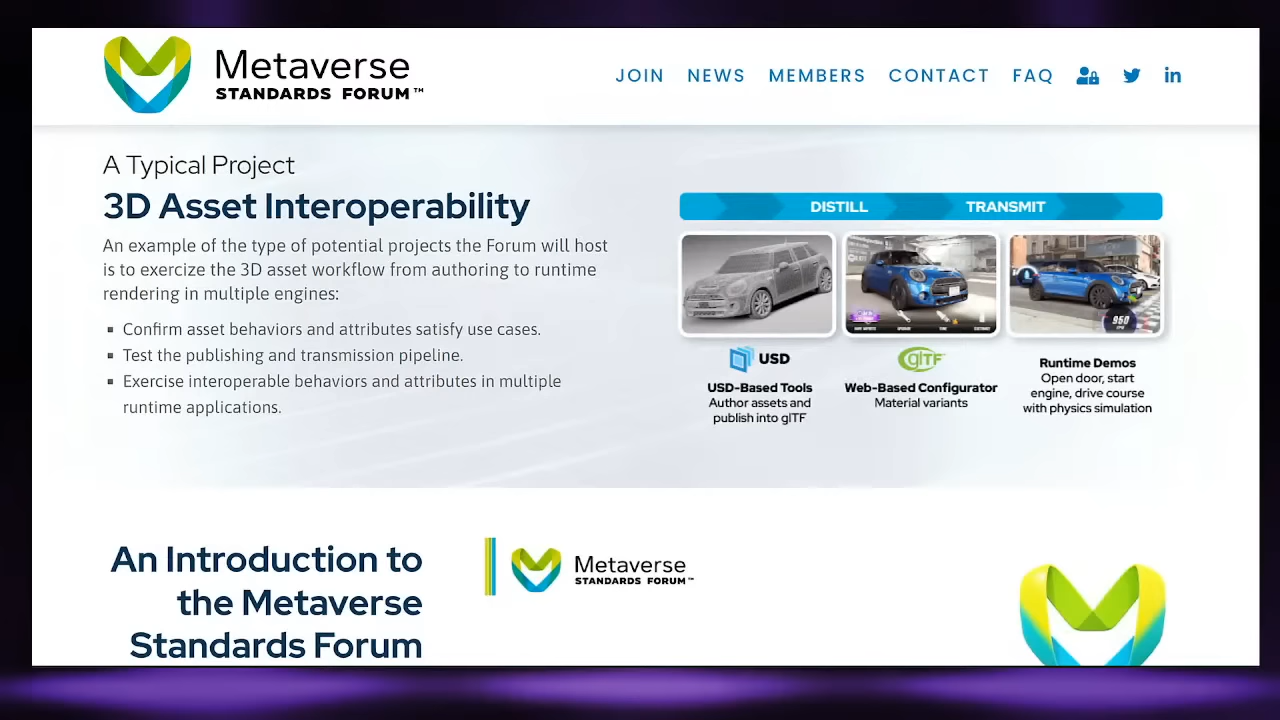 Metaverse
STANDARDS FORUM™
JOIN NEWS MEMBERS CONTACT FAQ
A Typical Project
3D Asset Interoperability
An example of the type of potential projects the Forum will host
is to exercize the 3D asset workflow from authoring to runtime
rendering in multiple engines:
Confirm asset behaviors and attributes satisfy use cases.
Test the publishing and transmission pipeline.
Exercise interoperable behaviors and attributes in multiple
runtime applications.
DISTILL TRANSMIT
950
USD
USD-Based Tools
Author assets and
publish into glTF
glTF
Web-Based Configurator
Material variants
Runtime Demos
Open door, start
engine, drive course
with physics simulation
An Introduction to
the Metaverse
Standards Forum
Metaverse
STANDARDS FORUM™